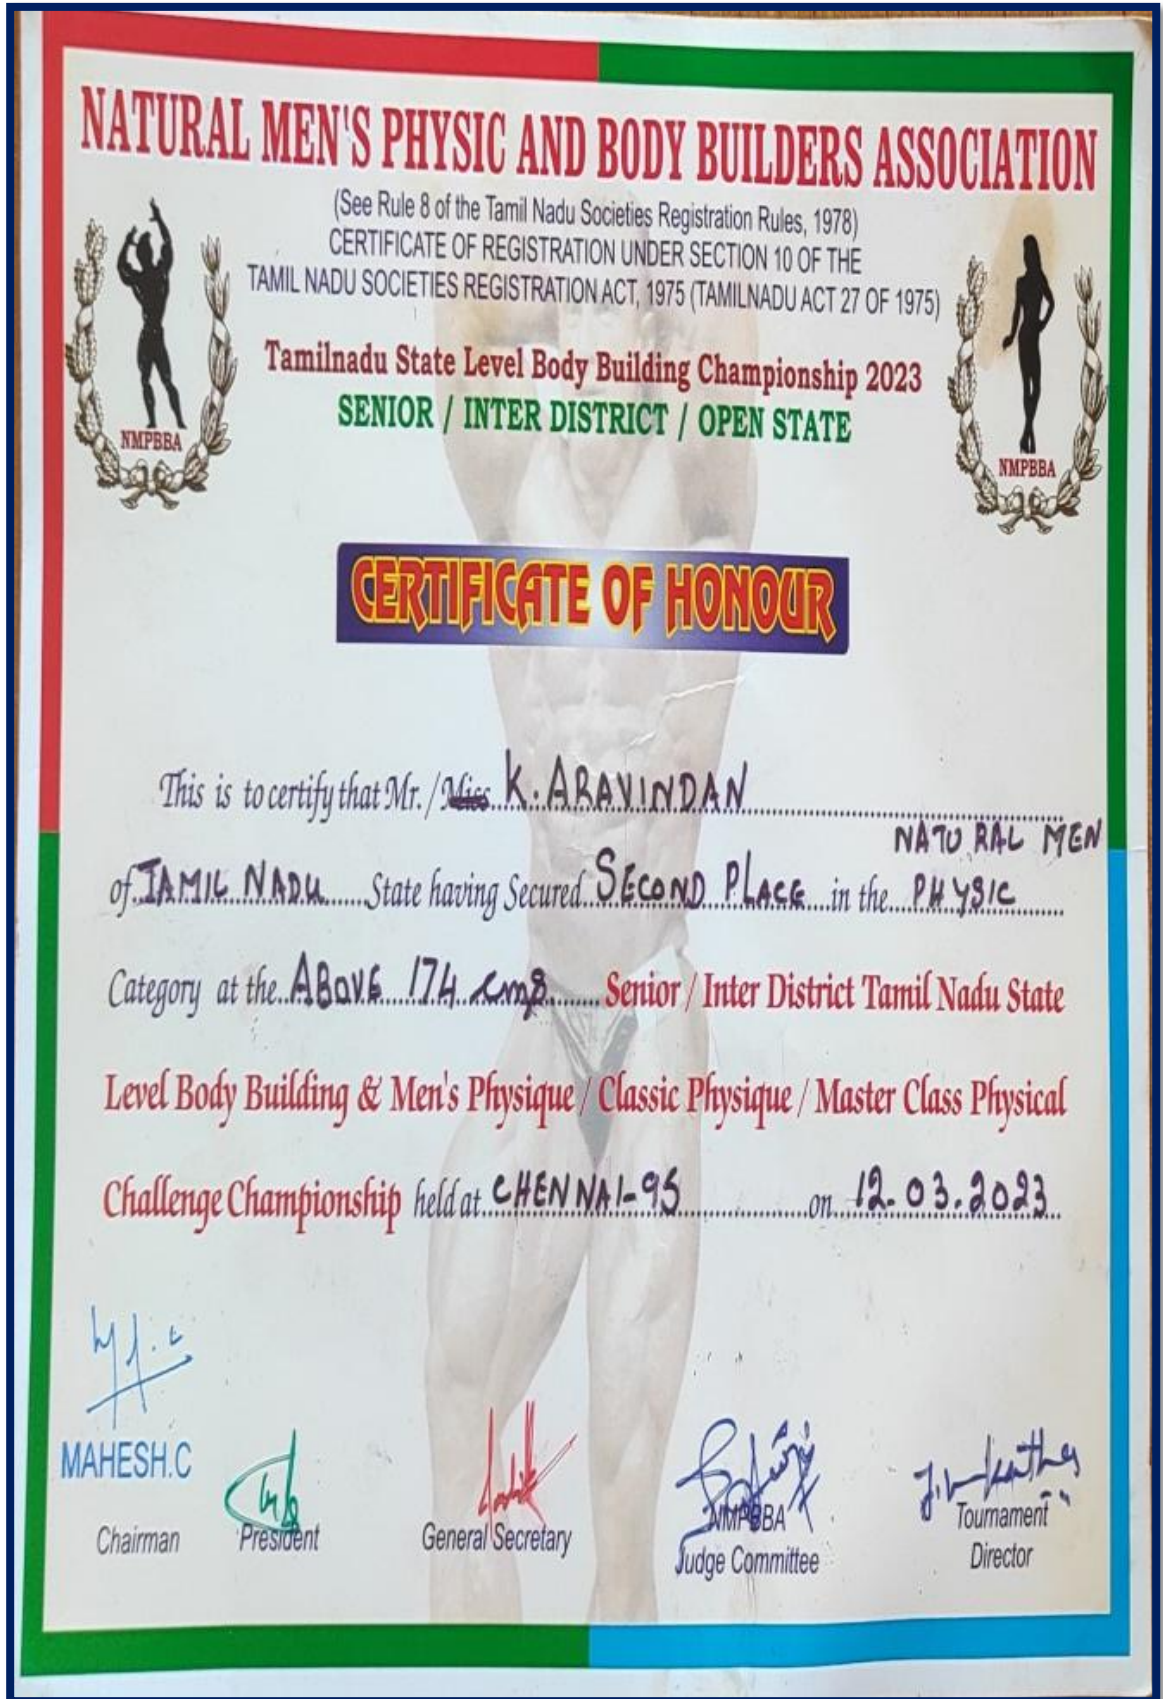 NATURAL MEN'S PHYSIC AND BODY BUILDERS ASSOCIATION
(See Rule 8 of the Tamil Nadu Societies Registration Rules, 1978)
CERTIFICATE OF REGISTRATION UNDER SECTION 10 OF THE
TAMIL NADU SOCIETIES REGISTRATION ACT, 1975 (TAMILNADU ACT 27 OF 1975)
Tamilnadu State Level Body Building Championship 2023
SENIOR / INTER DISTRICT / OPEN STATE
NMPBBA
NMPBBA
CERTIFICATE OF HONOUR
This is to certify that Mr. / Miss K. ARAVINDAN
NATURAL MEN
of TAMIL NADU State having Secured SECOND PLACE in the PHYSIC
Category at the ABOVE 174 cms Senior / Inter District Tamil Nadu State
Level Body Building & Men's Physique / Classic Physique / Master Class Physical
Challenge Championship held at CHENNAI-95 on 12.03.2023
MAHESH.C
Chairman
President
General Secretary
NMPBBA
Judge Committee
Tournament
Director